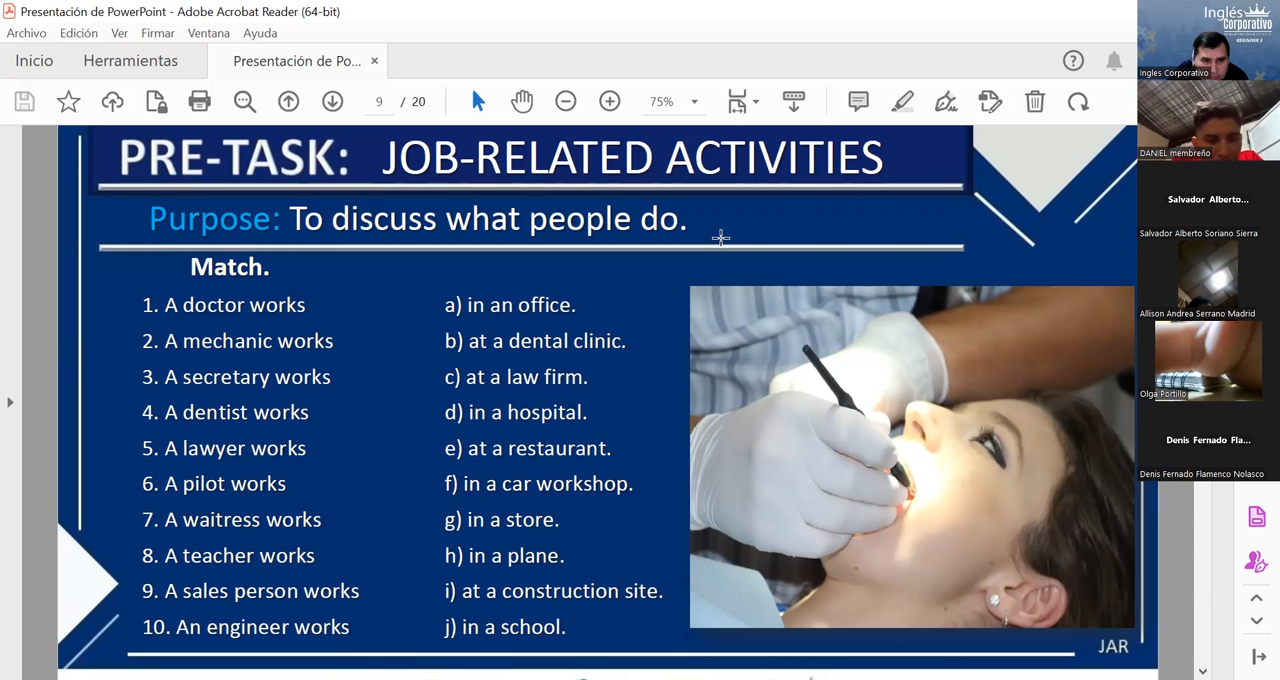 Presentación de PowerPoint - Adobe Acrobat Reader (64-bit)
Archivo Edición Ver Firmar Ventana Ayuda
Inicio Herramientas Presentación de Po... ×
9 / 20 75%
PRE-TASK: JOB-RELATED ACTIVITIES
Purpose: To discuss what people do.
Match.
1. A doctor works a) in an office.
2. A mechanic works b) at a dental clinic.
3. A secretary works c) at a law firm.
4. A dentist works d) in a hospital.
5. A lawyer works e) at a restaurant.
6. A pilot works f) in a car workshop.
7. A waitress works g) in a store.
8. A teacher works h) in a plane.
9. A sales person works i) at a construction site.
10. An engineer works j) in a school.
JAR
Inglés
Corporativo
BEGINNER 3
Ingles Corporativo
DANIEL membreño
Salvador Alberto...
Salvador Alberto Soriano Sierra
Allison Andrea Serrano Madrid
Olga Portillo
Denis Fernado Fla...
Denis Fernado Flamenco Nolasco